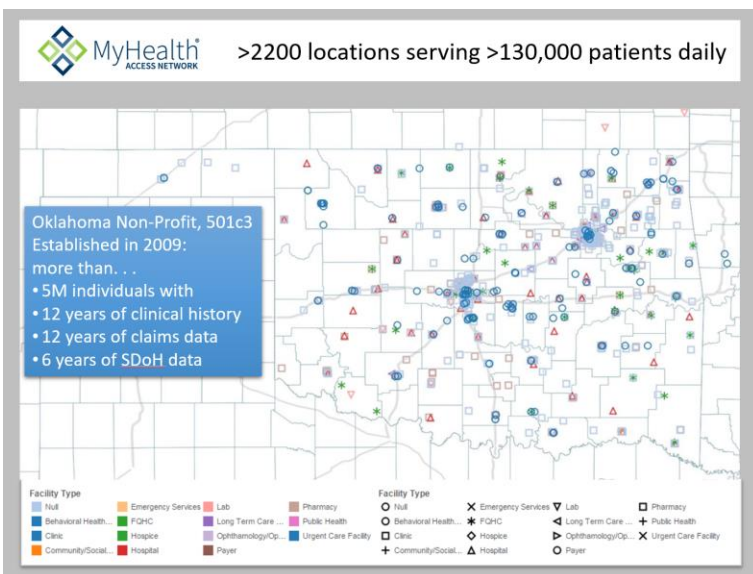 MyHealth
ACCESS NETWORK
>2200 locations serving >130,000 patients daily
Oklahoma Non-Profit, 501c3
Established in 2009:
more than. . .
• 5M individuals with
• 12 years of clinical history
• 12 years of claims data
• 6 years of SDoH data
Facility Type
Null
Behavioral Health...
Clinic
Community/Social...
Emergency Services
FQHC
Hospice
Hospital
Lab
Long Term Care ...
Ophthamology/Op...
Payer
Pharmacy
Public Health
Urgent Care Facility
Facility Type
Null
Behavioral Health...
Clinic
Community/Social...
Emergency Services
FQHC
Hospice
Hospital
Lab
Long Term Care ...
Ophthamology/Op...
Payer
Pharmacy
Public Health
Urgent Care Facility